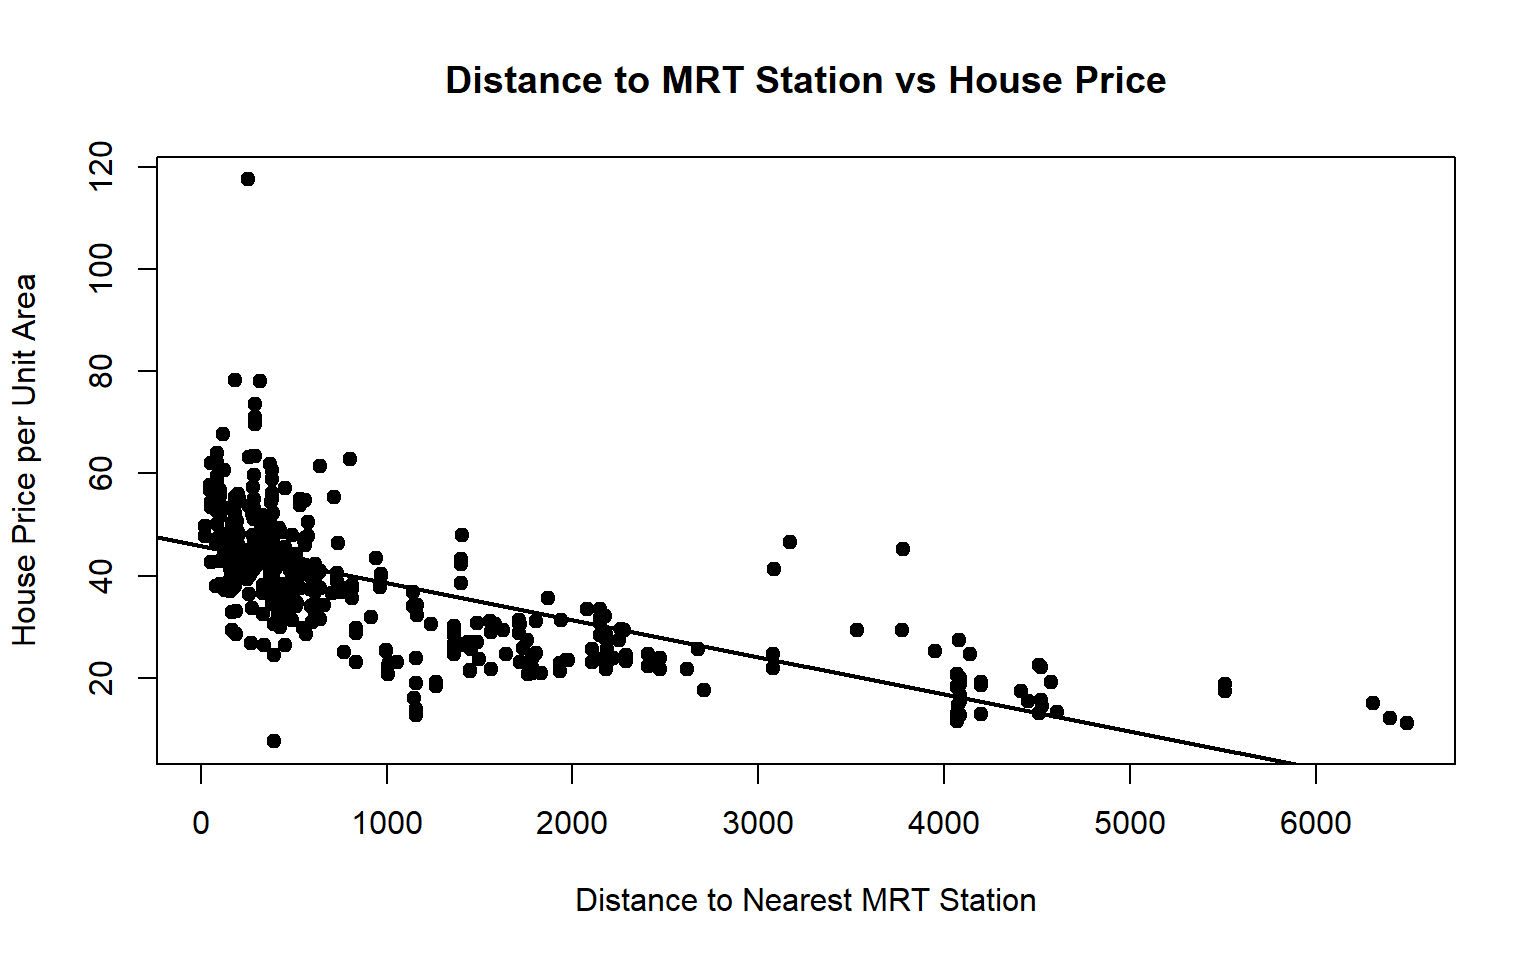 Distance to MRT Station vs House Price
House Price per Unit Area
120
100
80
60
40
20
0 1000 2000 3000 4000 5000 6000
Distance to Nearest MRT Station